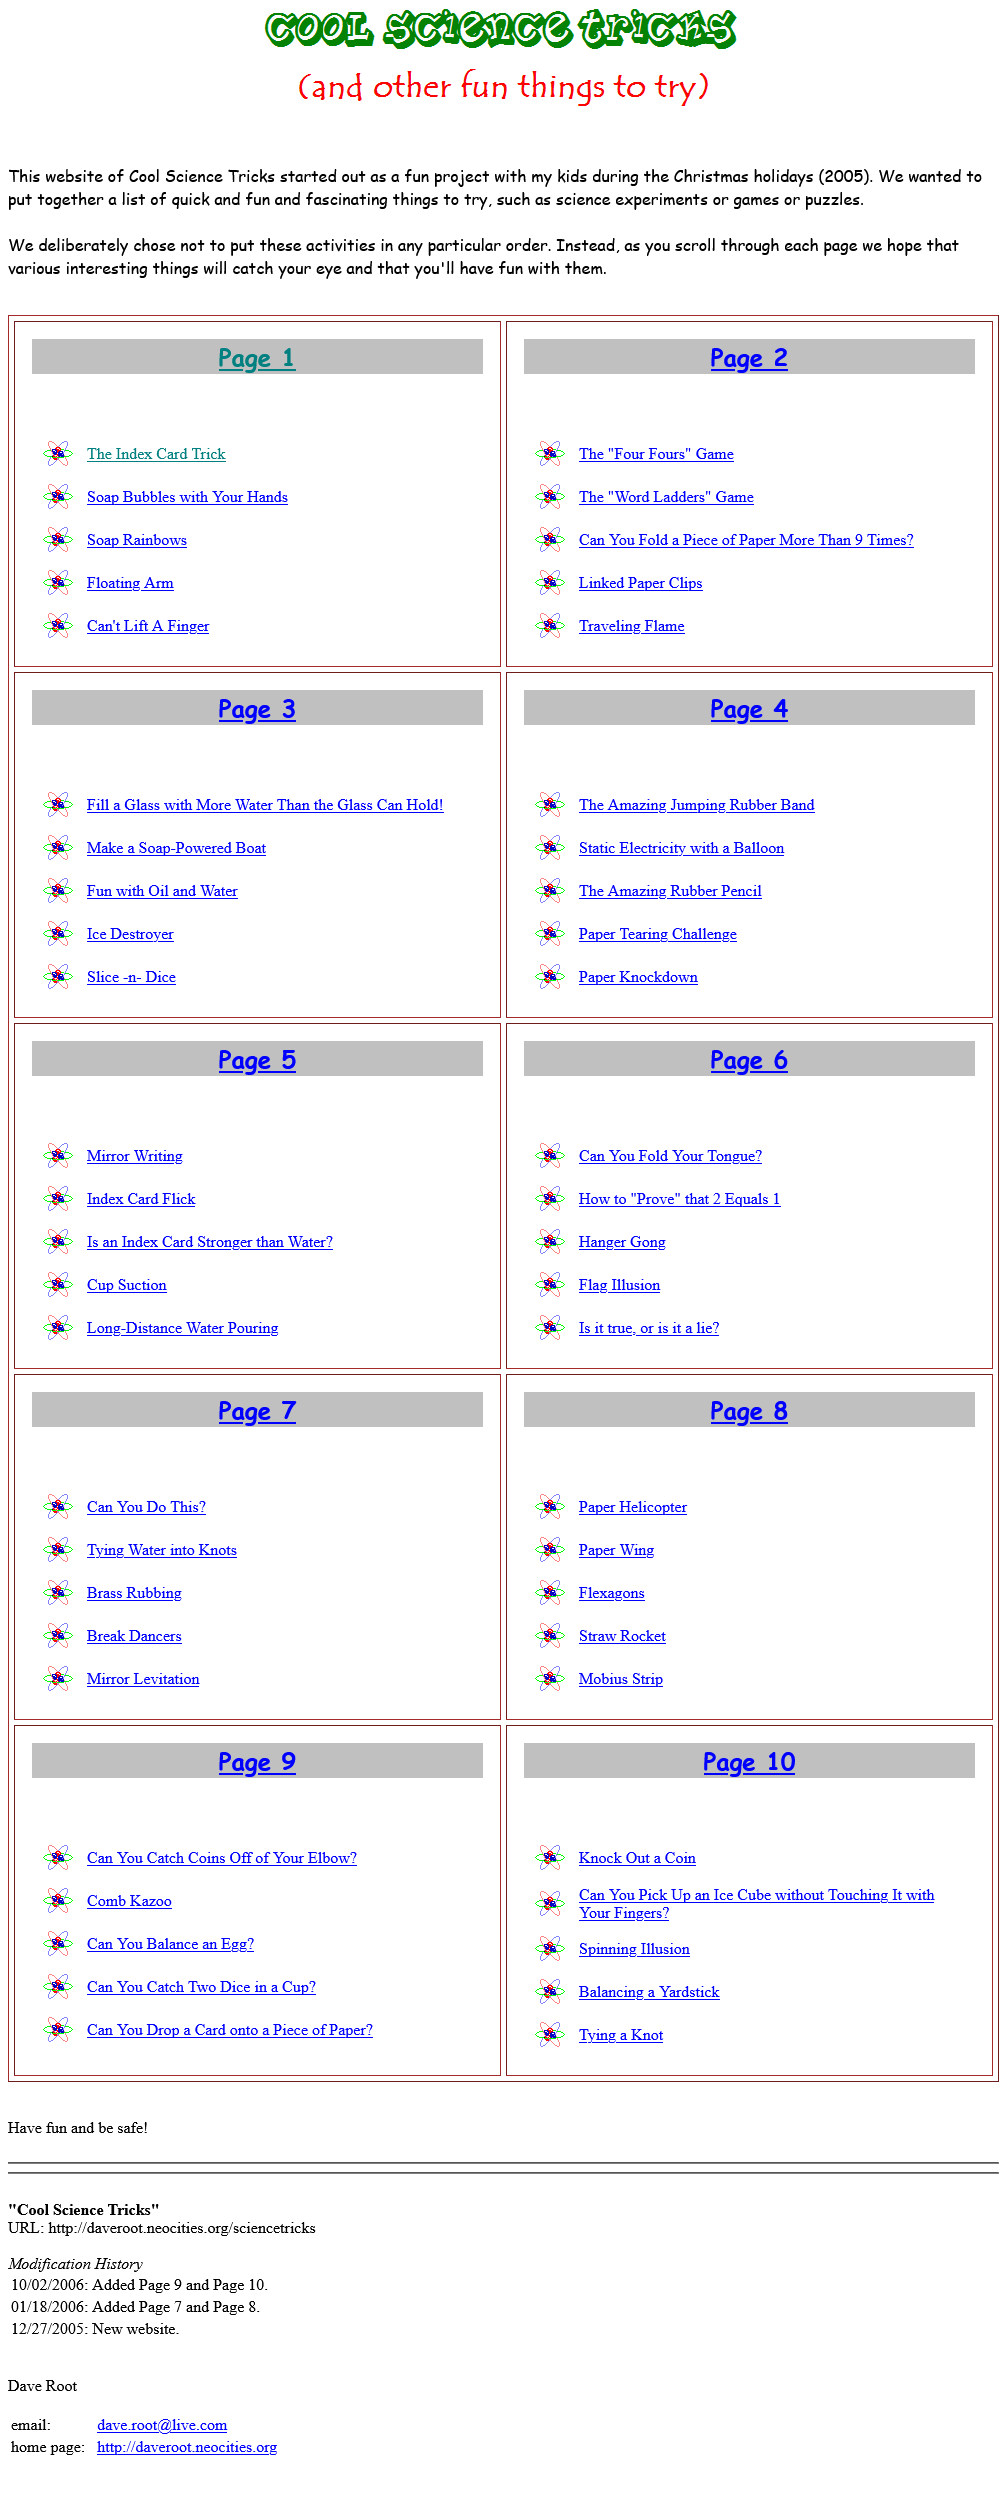 Cool Science Tricks
(and other fun things to try)
This website of Cool Science Tricks started out as a fun project with my kids during the Christmas holidays (2005). We wanted to
put together a list of quick and fun and fascinating things to try, such as science experiments or games or puzzles.
We deliberately chose not to put these activities in any particular order. Instead, as you scroll through each page we hope that
various interesting things will catch your eye and that you'll have fun with them.
Page 1
The Index Card Trick
Soap Bubbles with Your Hands
Soap Rainbows
Floating Arm
Can't Lift A Finger
Page 2
The "Four Fours" Game
The "Word Ladders" Game
Can You Fold a Piece of Paper More Than 9 Times?
Linked Paper Clips
Traveling Flame
Page 3
Fill a Glass with More Water Than the Glass Can Hold!
Make a Soap-Powered Boat
Fun with Oil and Water
Ice Destroyer
Slice -n- Dice
Page 4
The Amazing Jumping Rubber Band
Static Electricity with a Balloon
The Amazing Rubber Pencil
Paper Tearing Challenge
Paper Knockdown
Page 5
Mirror Writing
Index Card Flick
Is an Index Card Stronger than Water?
Cup Suction
Long-Distance Water Pouring
Page 6
Can You Fold Your Tongue?
How to "Prove" that 2 Equals 1
Hanger Gong
Flag Illusion
Is it true, or is it a lie?
Page 7
Can You Do This?
Tying Water into Knots
Brass Rubbing
Break Dancers
Mirror Levitation
Page 8
Paper Helicopter
Paper Wing
Flexagons
Straw Rocket
Mobius Strip
Page 9
Can You Catch Coins Off of Your Elbow?
Comb Kazoo
Can You Balance an Egg?
Can You Catch Two Dice in a Cup?
Can You Drop a Card onto a Piece of Paper?
Page 10
Knock Out a Coin
Can You Pick Up an Ice Cube without Touching It with
Your Fingers?
Spinning Illusion
Balancing a Yardstick
Tying a Knot
Have fun and be safe!
"Cool Science Tricks"
URL: http://daveroot.neocities.org/sciencetricks
Modification History
10/02/2006: Added Page 9 and Page 10.
01/18/2006: Added Page 7 and Page 8.
12/27/2005: New website.
Dave Root
email: dave.root@live.com
home page: http://daveroot.neocities.org